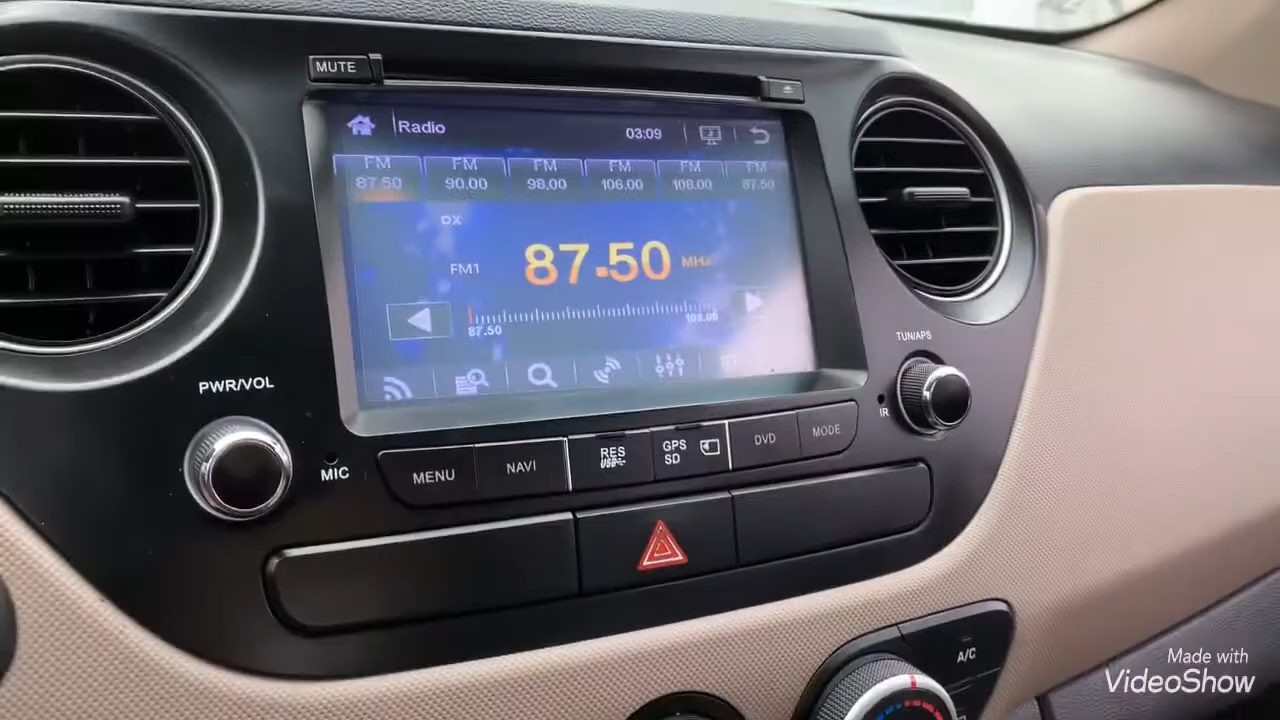 MUTE
Radio
03:09
FM FM FM FM FM FM
87.50 90.00 98.00 106.00 108.00 87.50
DX
FM1 87.50 MHz
87.50 108.00
ST
PWR/VOL
TUN/APS
IR
MIC
MENU
NAVI
RES
USB
GPS
SD
DVD
MODE
A/C
Made with
VideoShow